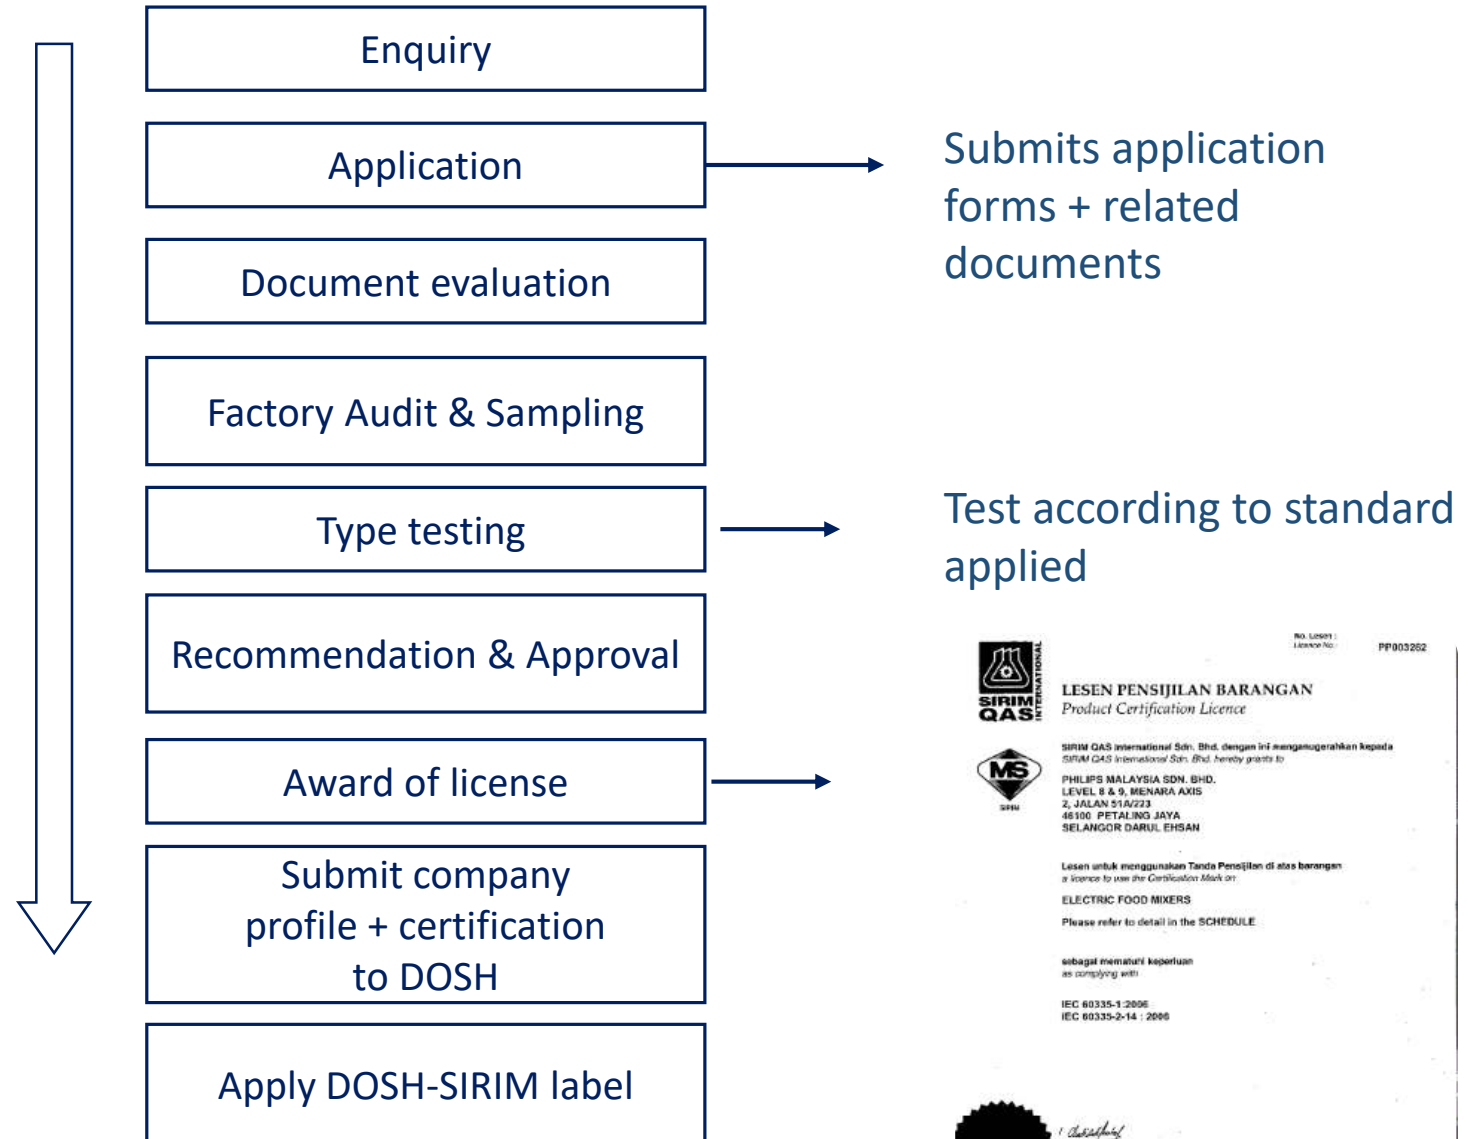 Enquiry
Application
Submits application
forms + related
documents
Document evaluation
Factory Audit & Sampling
Type testing
Test according to standard
applied
Recommendation & Approval
Award of license
Submit company
profile + certification
to DOSH
Apply DOSH-SIRIM label
No. Lesen :
Licence No. :
PP003262
SIRIM
QAS
INTERNATIONAL
LESEN PENSIJILAN BARANGAN
Product Certification Licence
SIRIM QAS International Sdn. Bhd. dengan ini menganugerahkan kepada
SIRIM QAS International Sdn. Bhd. hereby grants to
MS
SIRIM
PHILIPS MALAYSIA SDN. BHD.
LEVEL 8 & 9, MENARA AXIS
2, JALAN 51A/223
46100 PETALING JAYA
SELANGOR DARUL EHSAN
Lesen untuk menggunakan Tanda Pensijilan di atas barangan
a licence to use the Certification Mark on
ELECTRIC FOOD MIXERS
Please refer to detail in the SCHEDULE
sebagai mematuhi keperluan
as complying with
IEC 60335-1:2006
IEC 60335-2-14 : 2006